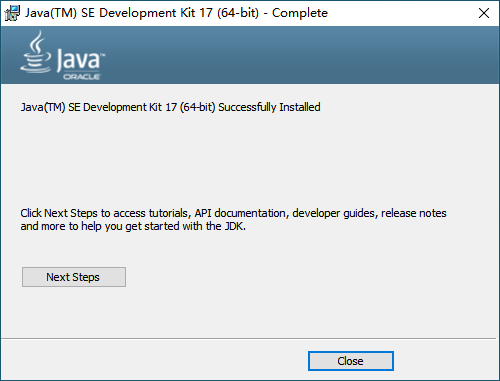 Java(TM) SE Development Kit 17 (64-bit) - Complete
Java™
ORACLE
Java(TM) SE Development Kit 17 (64-bit) Successfully Installed
Click Next Steps to access tutorials, API documentation, developer guides, release notes
and more to help you get started with the JDK.
Next Steps
Close